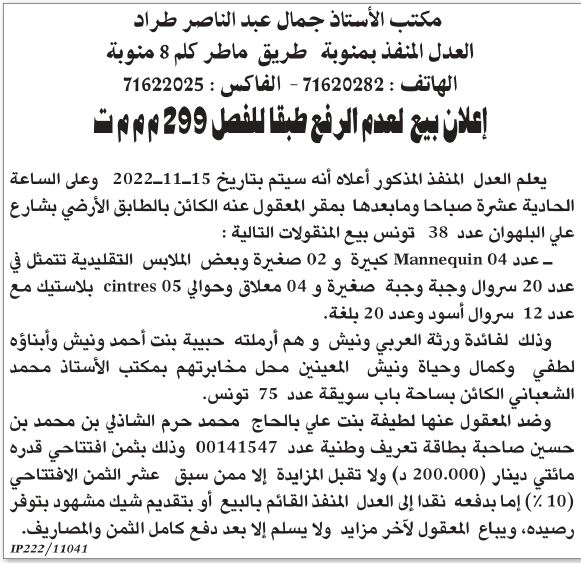 مكتب الأستاذ جمال عبد الناصر طراد
العدل المنفذ بمنوبة طريق ماطر كلم 8 منوبة
الهاتف : 71620282 - الفاكس : 71622025
إعلان بيع لعدم الرفع طبقا للفصل 299 م م م ت
يعلم العدل المنفذ المذكور أعلاه أنه سيتم بتاريخ 15ــ11ــ2022 وعلى الساعة
الحادية عشرة صباحا ومابعدها بمقر المعقول عنه الكائن بالطابق الأرضي بشارع
علي البلهوان عدد 38 تونس بيع المنقولات التالية :
ــ عدد 04 Mannequin كبيرة و 02 صغيرة وبعض الملابس التقليدية تتمثل في
عدد 20 سروال وجبة وجبة صغيرة و 04 معلاق وحوالي 05 cintres بلاستيك مع
عدد 12 سروال أسود وعدد 20 بلغة.
وذلك لفائدة ورثة العربي ونيش و هم أرملته حبيبة بنت أحمد ونيش وأبناؤه
لطفي وكمال وحياة ونيش المعينين محل مخابرتهم بمكتب الأستاذ محمد
الشعباني الكائن بساحة باب سويقة عدد 75 تونس.
وضد المعقول عنها لطيفة بنت علي بالحاج محمد حرم الشاذلي بن محمد بن
حسين صاحبة بطاقة تعريف وطنية عدد 00141547 وذلك بثمن افتتاحي قدره
مائتي دينار (200.000 د) ولا تقبل المزايدة إلا ممن سبق عشر الثمن الافتتاحي
(10 ٪) إما بدفعه نقدا إلى العدل المنفذ القائم بالبيع أو بتقديم شيك مشهود بتوفر
رصيده، ويباع المعقول لآخر مزايد ولا يسلم إلا بعد دفع كامل الثمن والمصاريف.
IP222/11041